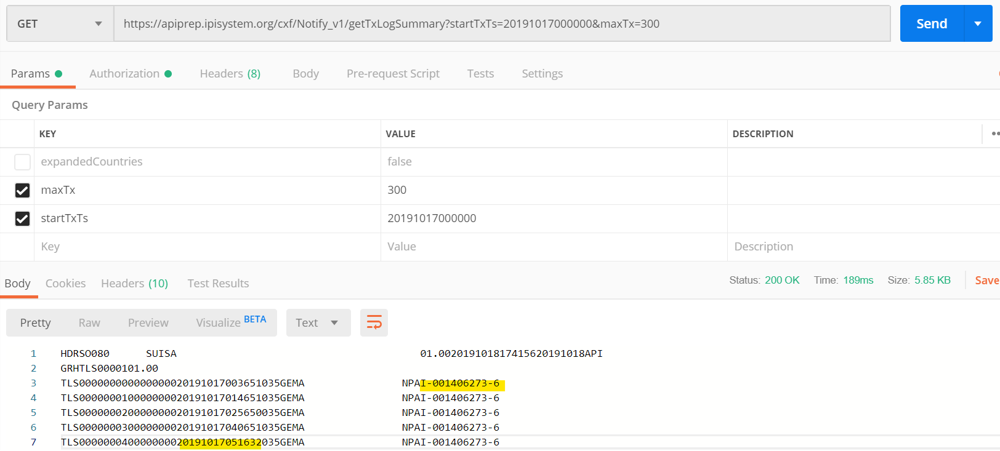 GET https://apiprep.ipisystem.org/cxf/Notify_v1/getTxLogSummary?startTxTs=20191017000000&maxTx=300 Send
Params Authorization Headers (8) Body Pre-request Script Tests Settings
Query Params
KEY VALUE DESCRIPTION
expandedCountries false
maxTx 300
startTxTs 20191017000000
Key Value Description
Body Cookies Headers (10) Test Results Status: 200 OK Time: 189ms Size: 5.85 KB Save
Pretty Raw Preview Visualize BETA Text
1 HDRSO080 SUISA 01.002019101817415620191018API
2 GRHTLS0000101.00
3 TLS000000000000000020191017003651035GEMA NPAI-001406273-6
4 TLS000000010000000020191017014651035GEMA NPAI-001406273-6
5 TLS000000020000000020191017025650035GEMA NPAI-001406273-6
6 TLS000000030000000020191017040651035GEMA NPAI-001406273-6
7 TLS000000040000000020191017051632035GEMA NPAI-001406273-6